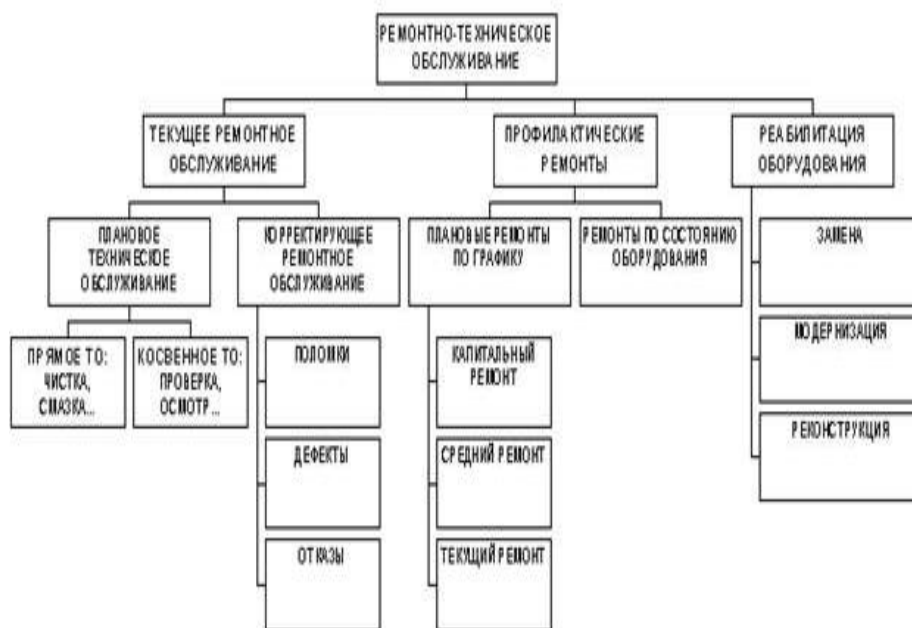 РЕМОНТНО-ТЕХНИЧЕСКОЕ
ОБСЛУЖИВАНИЕ
ТЕКУЩЕЕ РЕМОНТНОЕ
ОБСЛУЖИВАНИЕ
ПРОФИЛАКТИЧЕСКИЕ
РЕМОНТЫ
РЕАБИЛИТАЦИЯ
ОБОРУДОВАНИЯ
ПЛАНОВОЕ
ТЕХНИЧЕСКОЕ
ОБСЛУЖИВАНИЕ
КОРРЕКТИРУЮЩЕЕ
РЕМОНТНОЕ
ОБСЛУЖИВАНИЕ
ПЛАНОВЫЕ РЕМОНТЫ
ПО ГРАФИКУ
РЕМОНТЫ ПО СОСТОЯНИЮ
ОБОРУДОВАНИЯ
ЗАМЕНА
ПРЯМОЕ ТО:
ЧИСТКА,
СМАЗКА...
КОСВЕННОЕ ТО:
ПРОВЕРКА,
ОСМОТР...
ПОЛОМКИ
КАПИТАЛЬНЫЙ
РЕМОНТ
МОДЕРНИЗАЦИЯ
ДЕФЕКТЫ
СРЕДНИЙ РЕМОНТ
РЕКОНСТРУКЦИЯ
ОТКАЗЫ
ТЕКУЩИЙ РЕМОНТ